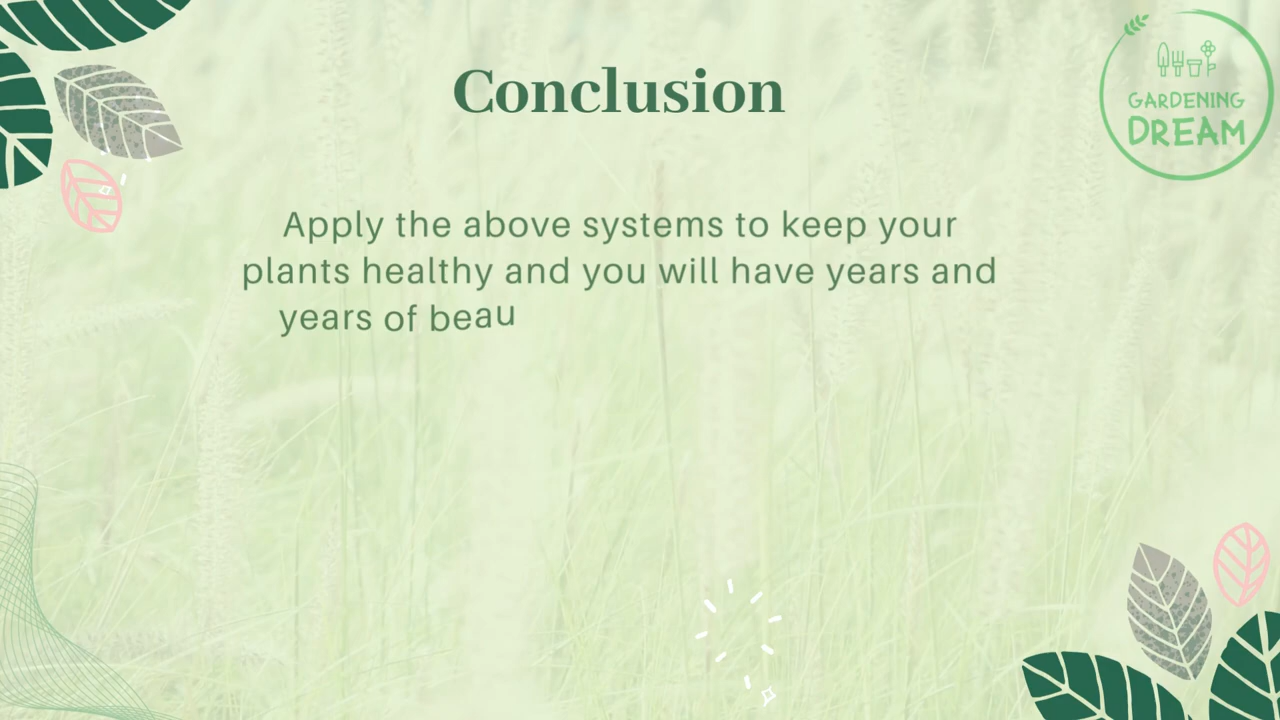 Conclusion
GARDENING
DREAM
Apply the above systems to keep your
plants healthy and you will have years and
years of beau